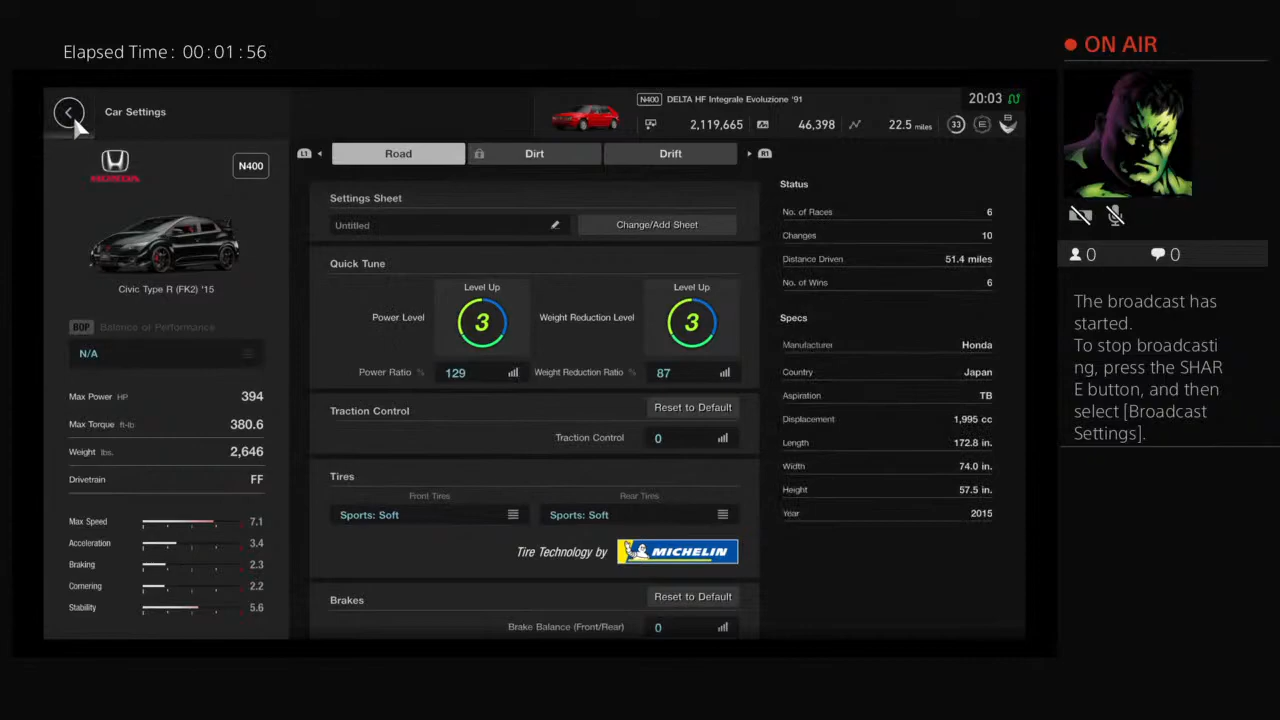 Elapsed Time : 00:01:56
ON AIR
Car Settings
N400 DELTA HF Integrale Evoluzione '91
20:03
2,119,665 46,398 22.5 miles 33 E
HONDA
N400
L1 Road Dirt Drift R1
Civic Type R (FK2) '15
BOP Balance of Performance
N/A
Max Power HP 394
Max Torque ft-lb 380.6
Weight lbs. 2,646
Drivetrain FF
Max Speed 7.1
Acceleration 3.4
Braking 2.3
Cornering 2.2
Stability 5.6
Settings Sheet
Untitled Change/Add Sheet
Quick Tune
Level Up Level Up
Power Level 3 Weight Reduction Level 3
Power Ratio % 129 Weight Reduction Ratio % 87
Traction Control Reset to Default
Traction Control 0
Tires
Front Tires Rear Tires
Sports: Soft Sports: Soft
Tire Technology by MICHELIN
Brakes Reset to Default
Brake Balance (Front/Rear) 0
Status
No. of Races 6
Changes 10
Distance Driven 51.4 miles
No. of Wins 6
Specs
Manufacturer Honda
Country Japan
Aspiration TB
Displacement 1,995 cc
Length 172.8 in.
Width 74.0 in.
Height 57.5 in.
Year 2015
0 0
The broadcast has
started.
To stop broadcasti
ng, press the SHAR
E button, and then
select [Broadcast
Settings].